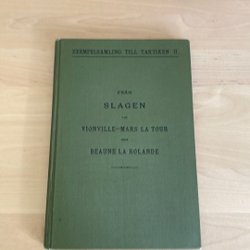 EXEMPELSAMLING TILL TAKTIKEN II.
FRÅN
SLAGEN
VID
VIONVILLE—MARS LA TOUR
OCH
BEAUNE LA ROLANDE